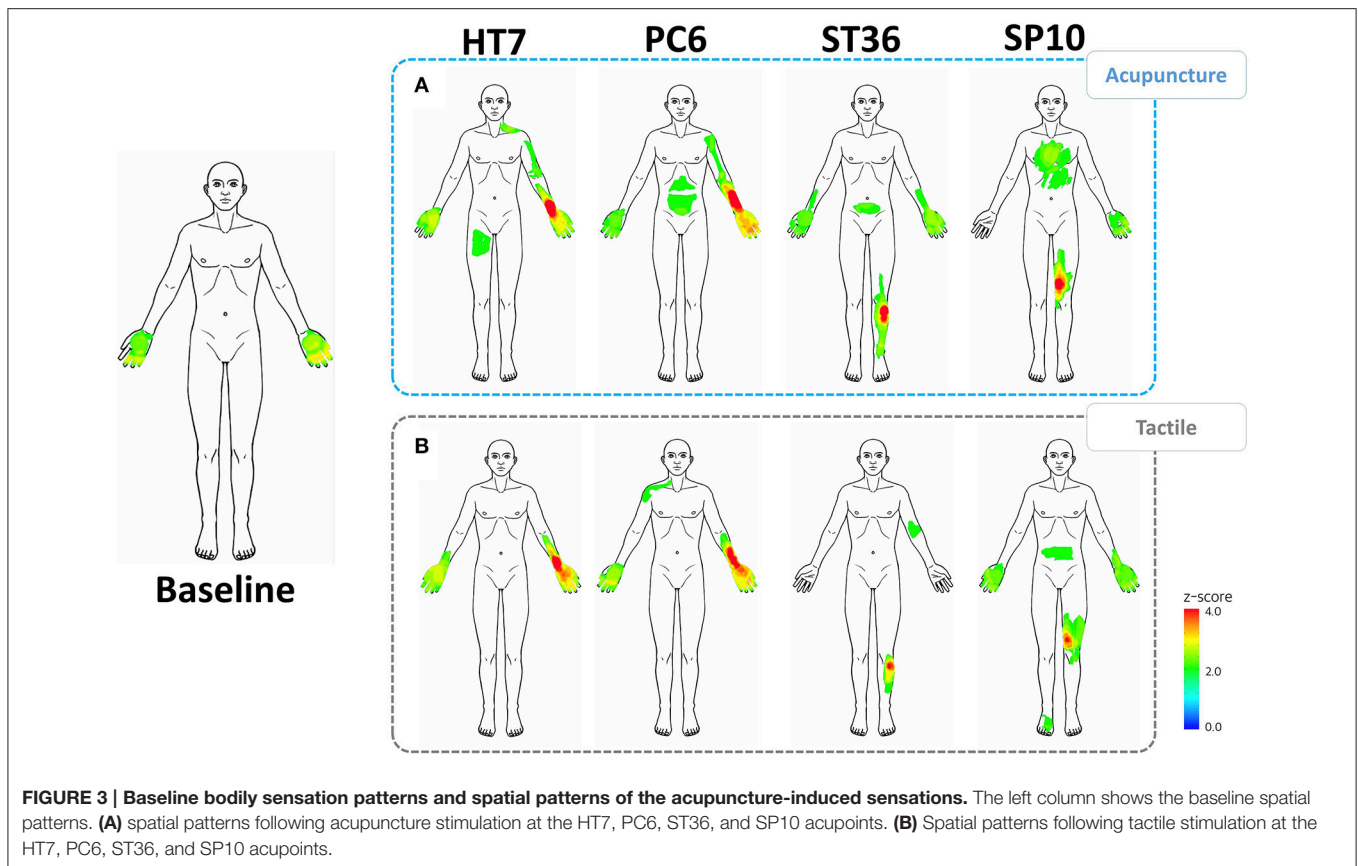 HT7 PC6 ST36 SP10
Acupuncture
A
Baseline
Tactile
B
z-score
4.0
2.0
0.0
FIGURE 3 | Baseline bodily sensation patterns and spatial patterns of the acupuncture-induced sensations. The left column shows the baseline spatial
patterns. (A) spatial patterns following acupuncture stimulation at the HT7, PC6, ST36, and SP10 acupoints. (B) Spatial patterns following tactile stimulation at the
HT7, PC6, ST36, and SP10 acupoints.